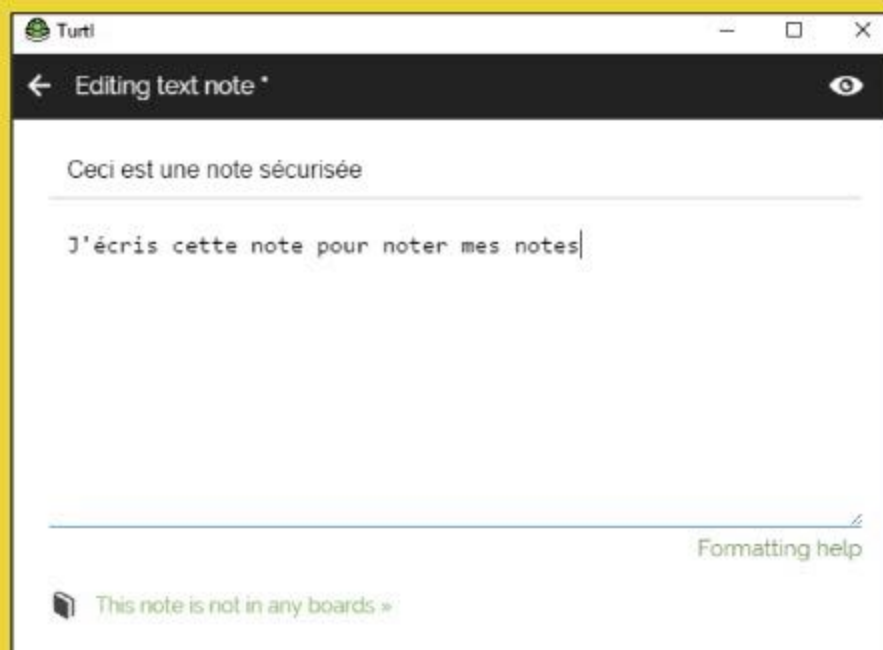 Turtl
Editing text note *
Ceci est une note sécurisée
J'écris cette note pour noter mes notes
Formatting help
This note is not in any boards »